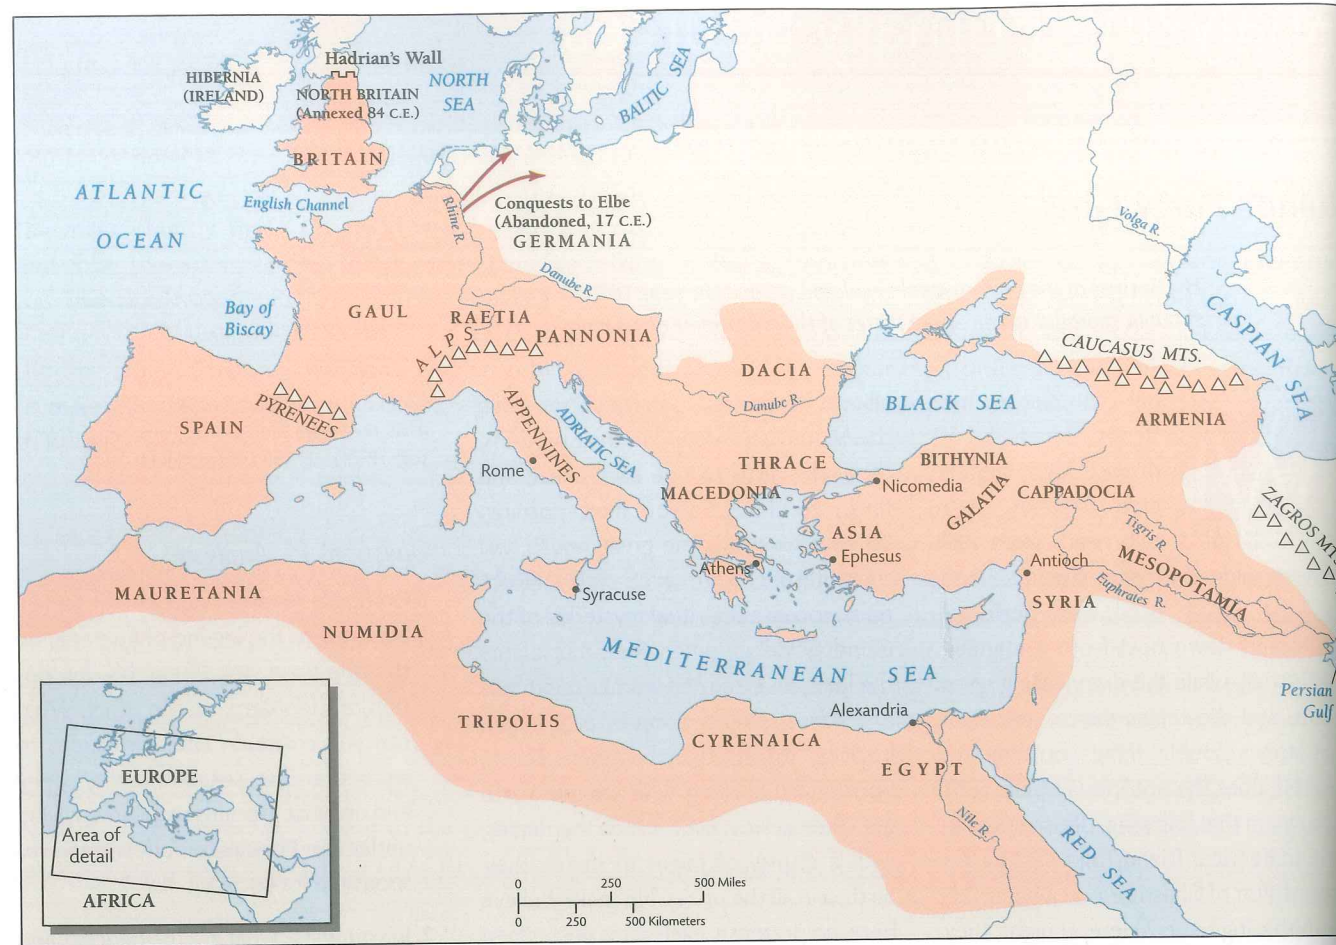 Hadrian's Wall
HIBERNIA
(IRELAND)
NORTH BRITAIN
(Annexed 84 C.E.)
NORTH
SEA
BALTIC SEA
BRITAIN
ATLANTIC
OCEAN
English Channel
Rhine R.
Conquests to Elbe
(Abandoned, 17 C.E.)
GERMANIA
Volga R.
Danube R.
Bay of
Biscay
GAUL
RAETIA
ALPS
PANNONIA
CASPIAN SEA
CAUCASUS MTS.
DACIA
Danube R.
BLACK SEA
ARMENIA
PYRENEES
SPAIN
APPENNINES
ADRIATIC SEA
Rome
THRACE
BITHYNIA
MACEDONIA
Nicomedia
GALATIA
CAPPADOCIA
ZAGROS MTS.
Tigris R.
ASIA
Ephesus
Athens
Antioch
MESOPOTAMIA
Euphrates R.
SYRIA
Syracuse
MAURETANIA
NUMIDIA
MEDITERRANEAN SEA
Persian
Gulf
TRIPOLIS
Alexandria
CYRENAICA
EGYPT
Nile R.
RED SEA
EUROPE
Area of
detail
AFRICA
0 250 500 Miles
0 250 500 Kilometers